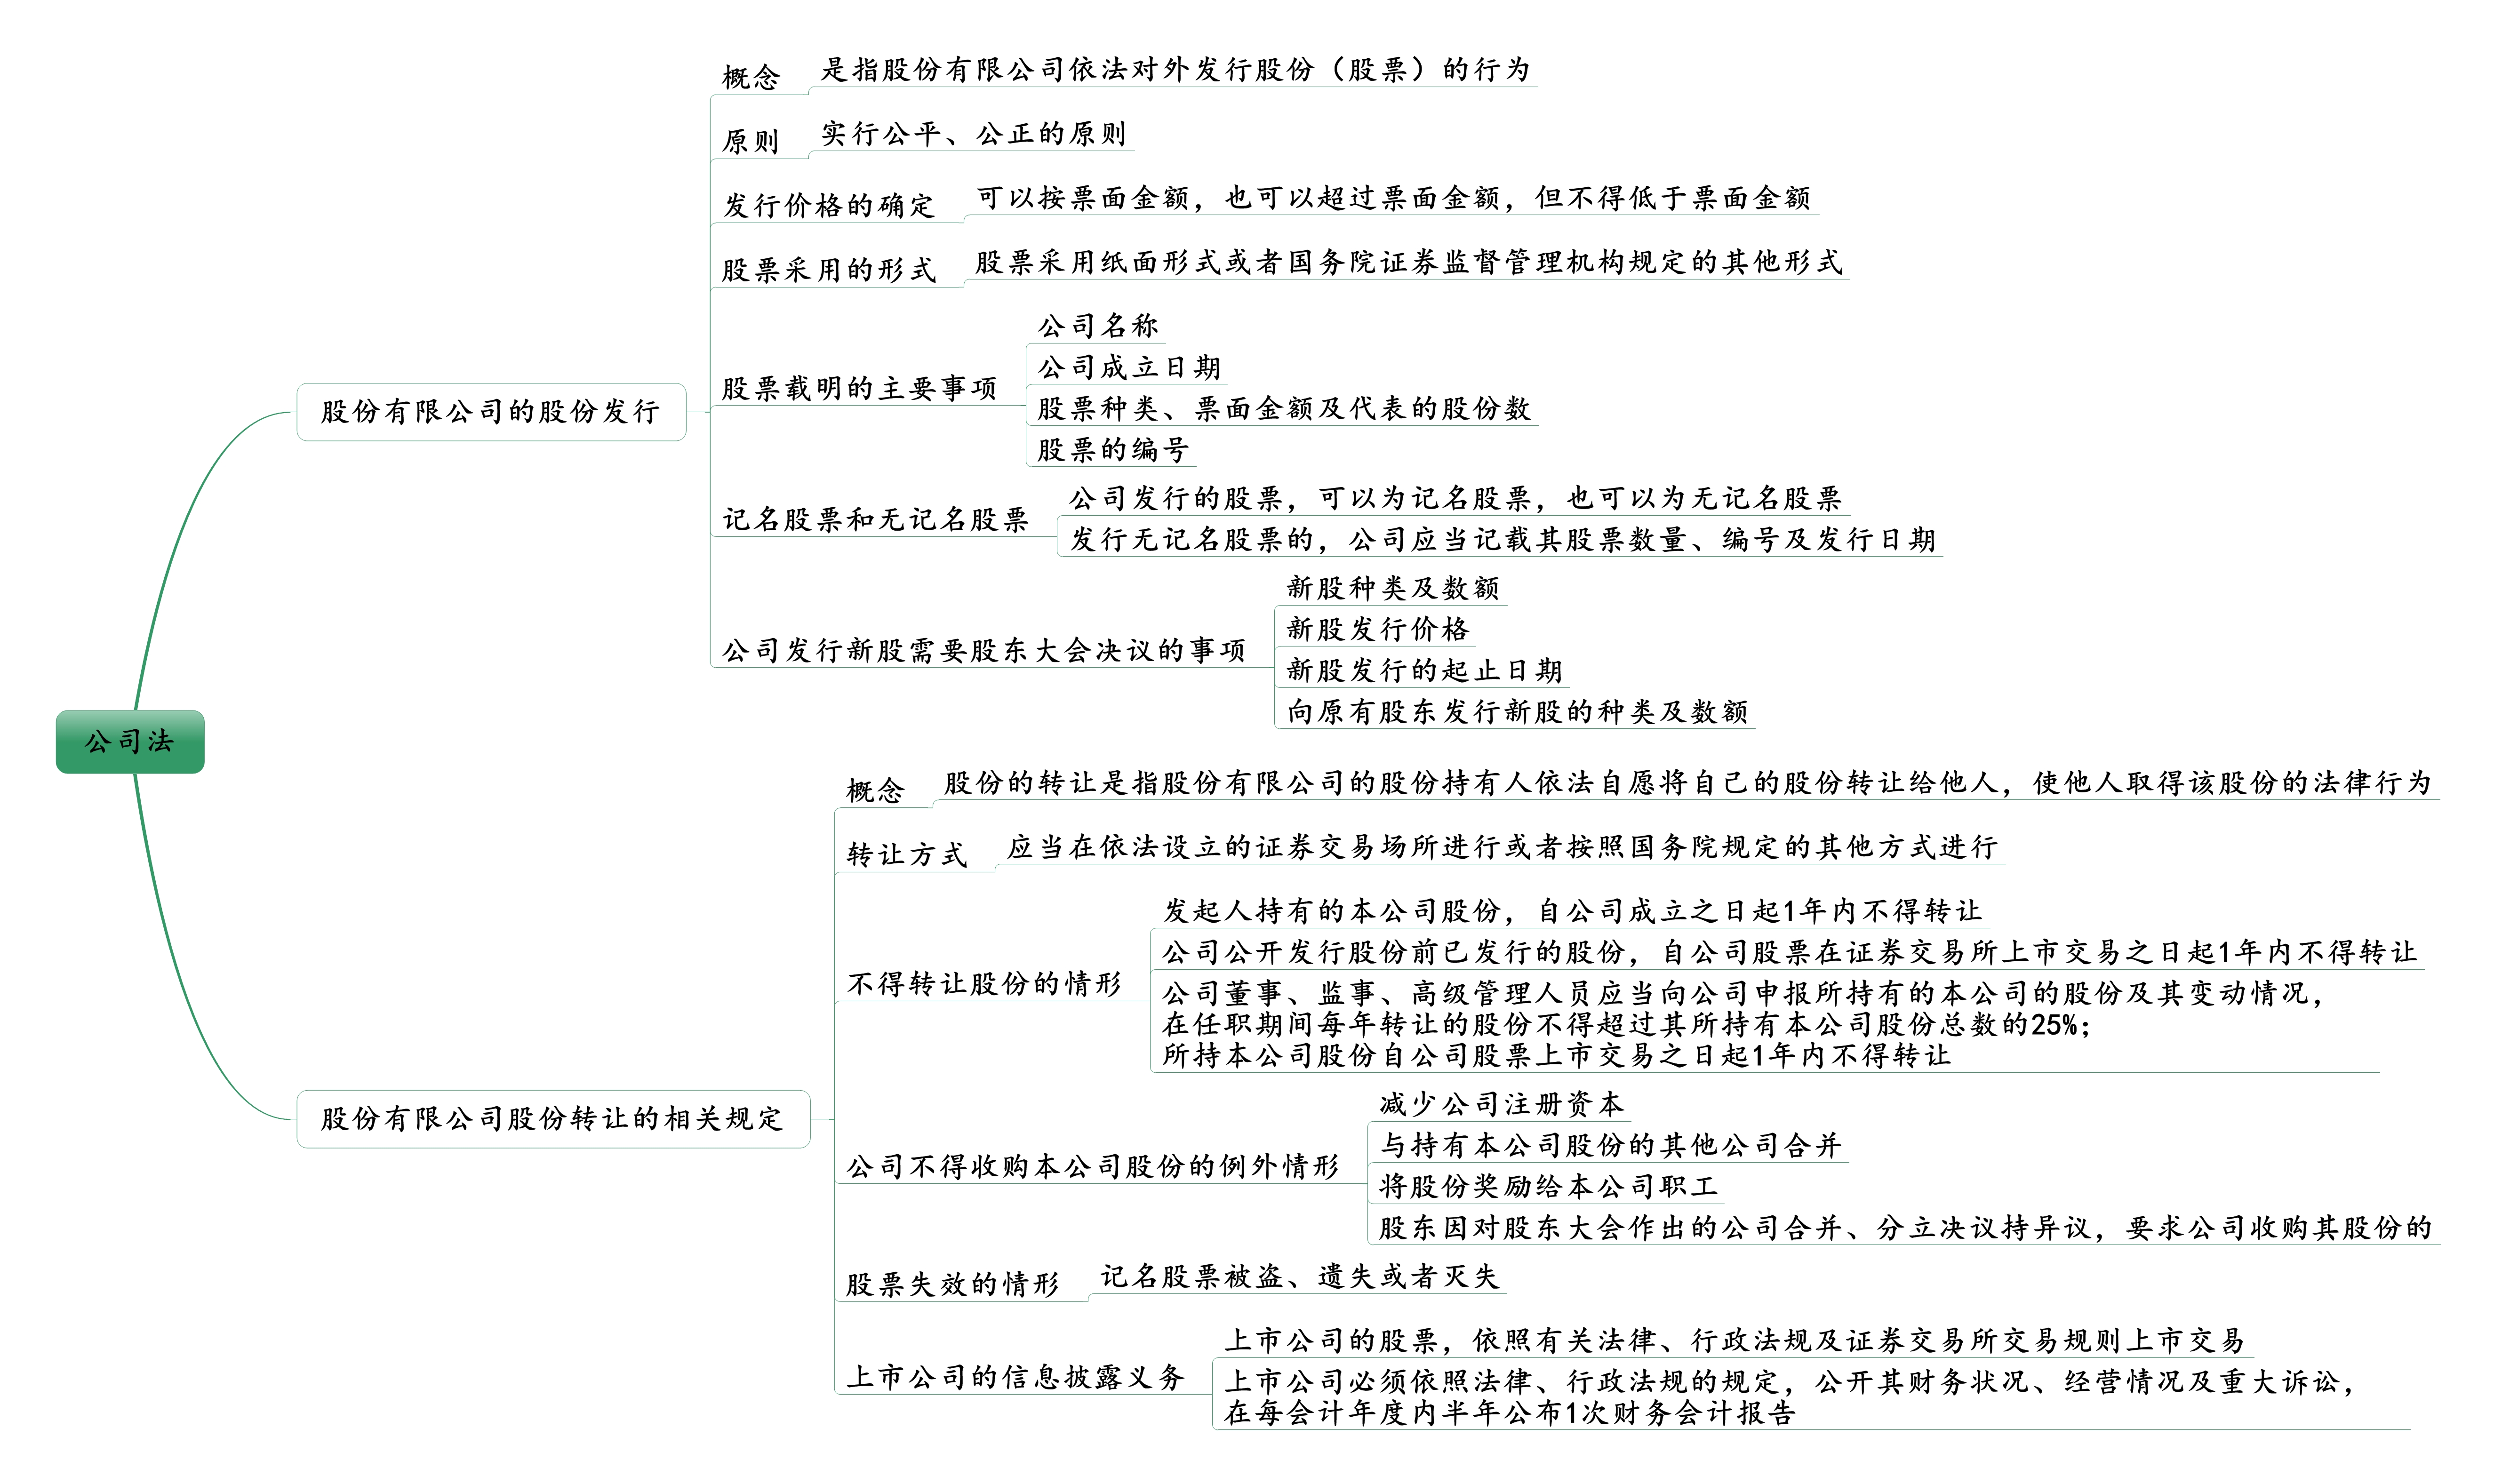 公司法
股份有限公司的股份发行
概念
是指股份有限公司依法对外发行股份（股票）的行为
原则
实行公平、公正的原则
发行价格的确定
可以按票面金额，也可以超过票面金额，但不得低于票面金额
股票采用的形式
股票采用纸面形式或者国务院证券监督管理机构规定的其他形式
股票载明的主要事项
公司名称
公司成立日期
股票种类、票面金额及代表的股份数
股票的编号
记名股票和无记名股票
公司发行的股票，可以为记名股票，也可以为无记名股票
发行无记名股票的，公司应当记载其股票数量、编号及发行日期
公司发行新股需要股东大会决议的事项
新股种类及数额
新股发行价格
新股发行的起止日期
向原有股东发行新股的种类及数额
股份有限公司股份转让的相关规定
概念
股份的转让是指股份有限公司的股份持有人依法自愿将自己的股份转让给他人，使他人取得该股份的法律行为
转让方式
应当在依法设立的证券交易场所进行或者按照国务院规定的其他方式进行
不得转让股份的情形
发起人持有的本公司股份，自公司成立之日起1年内不得转让
公司公开发行股份前已发行的股份，自公司股票在证券交易所上市交易之日起1年内不得转让
公司董事、监事、高级管理人员应当向公司申报所持有的本公司的股份及其变动情况，
在任职期间每年转让的股份不得超过其所持有本公司股份总数的25%；
所持本公司股份自公司股票上市交易之日起1年内不得转让
公司不得收购本公司股份的例外情形
减少公司注册资本
与持有本公司股份的其他公司合并
将股份奖励给本公司职工
股东因对股东大会作出的公司合并、分立决议持异议，要求公司收购其股份的
股票失效的情形
记名股票被盗、遗失或者灭失
上市公司的信息披露义务
上市公司的股票，依照有关法律、行政法规及证券交易所交易规则上市交易
上市公司必须依照法律、行政法规的规定，公开其财务状况、经营情况及重大诉讼，
在每会计年度内半年公布1次财务会计报告